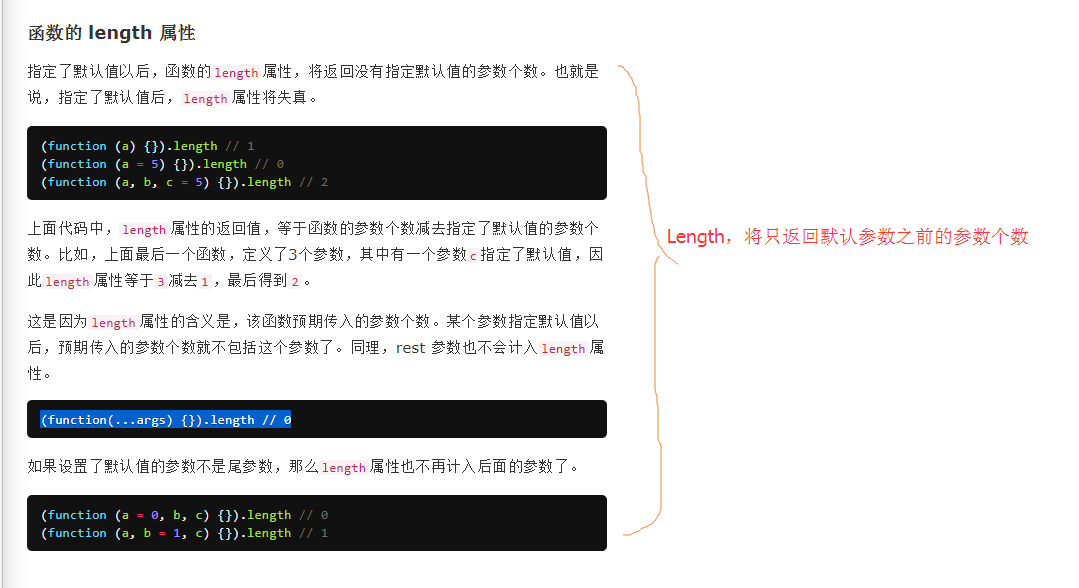 函数的 length 属性
指定了默认值以后，函数的length属性，将返回没有指定默认值的参数个数。也就是
说，指定了默认值后，length属性将失真。
(function (a) {}).length // 1
(function (a = 5) {}).length // 0
(function (a, b, c = 5) {}).length // 2
上面代码中，length属性的返回值，等于函数的参数个数减去指定了默认值的参数个
数。比如，上面最后一个函数，定义了3个参数，其中有一个参数c指定了默认值，因
此length属性等于3减去1，最后得到2。
Length，将只返回默认参数之前的参数个数
这是因为length属性的含义是，该函数预期传入的参数个数。某个参数指定默认值以
后，预期传入的参数个数就不包括这个参数了。同理，rest 参数也不会计入length属
性。
(function(...args) {}).length // 0
如果设置了默认值的参数不是尾参数，那么length属性也不再计入后面的参数了。
(function (a = 0, b, c) {}).length // 0
(function (a, b = 1, c) {}).length // 1